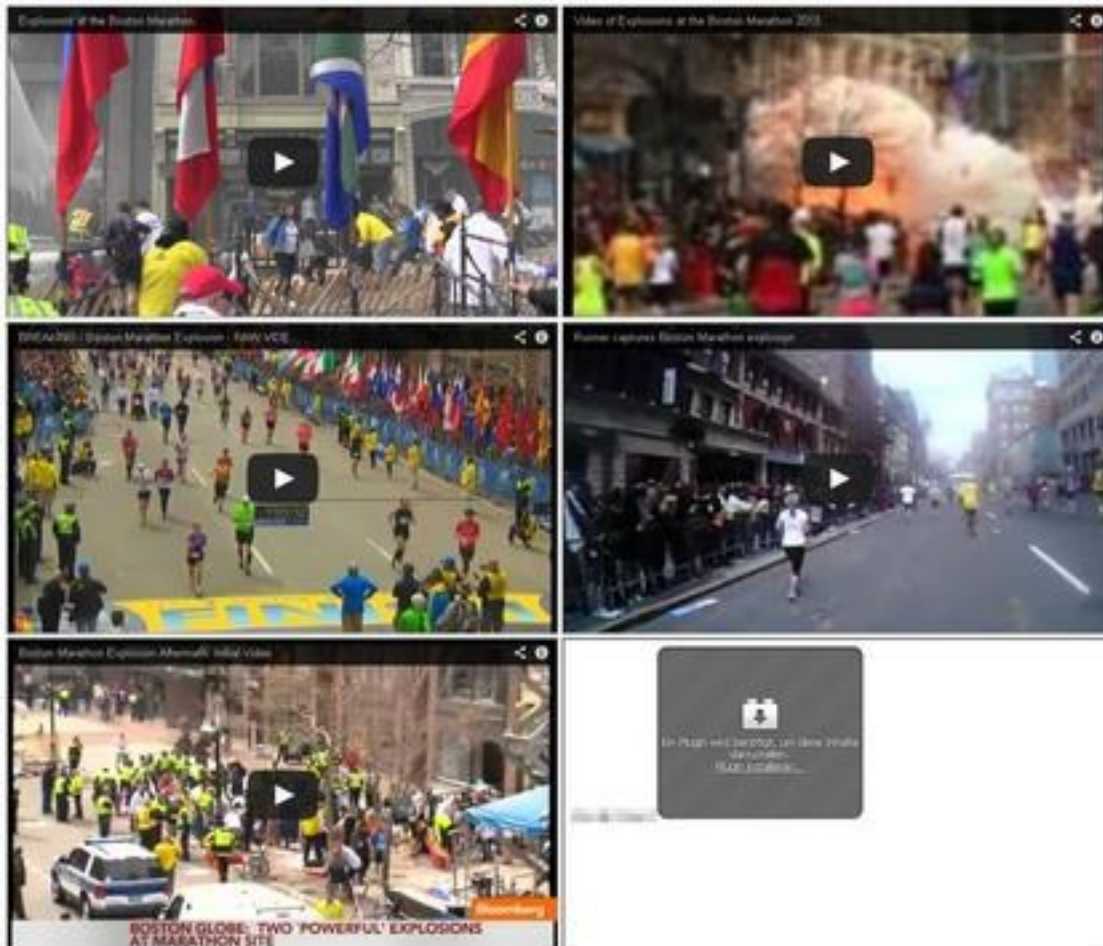 Explosions at the Boston Marathon
Video of Explosions at the Boston Marathon 2013
BREAKING
Boston Marathon Explosion - RAW
Runner captures Boston Marathon explosion
Boston Marathon Explosion Aftermath: Initial Video
Bloomberg
BOSTON GLOBE: TWO 'POWERFUL' EXPLOSIONS
AT MARATHON SITE
Ein Plugin wird benötigt, um diese Inhalte
darzustellen.
Plugin installieren...